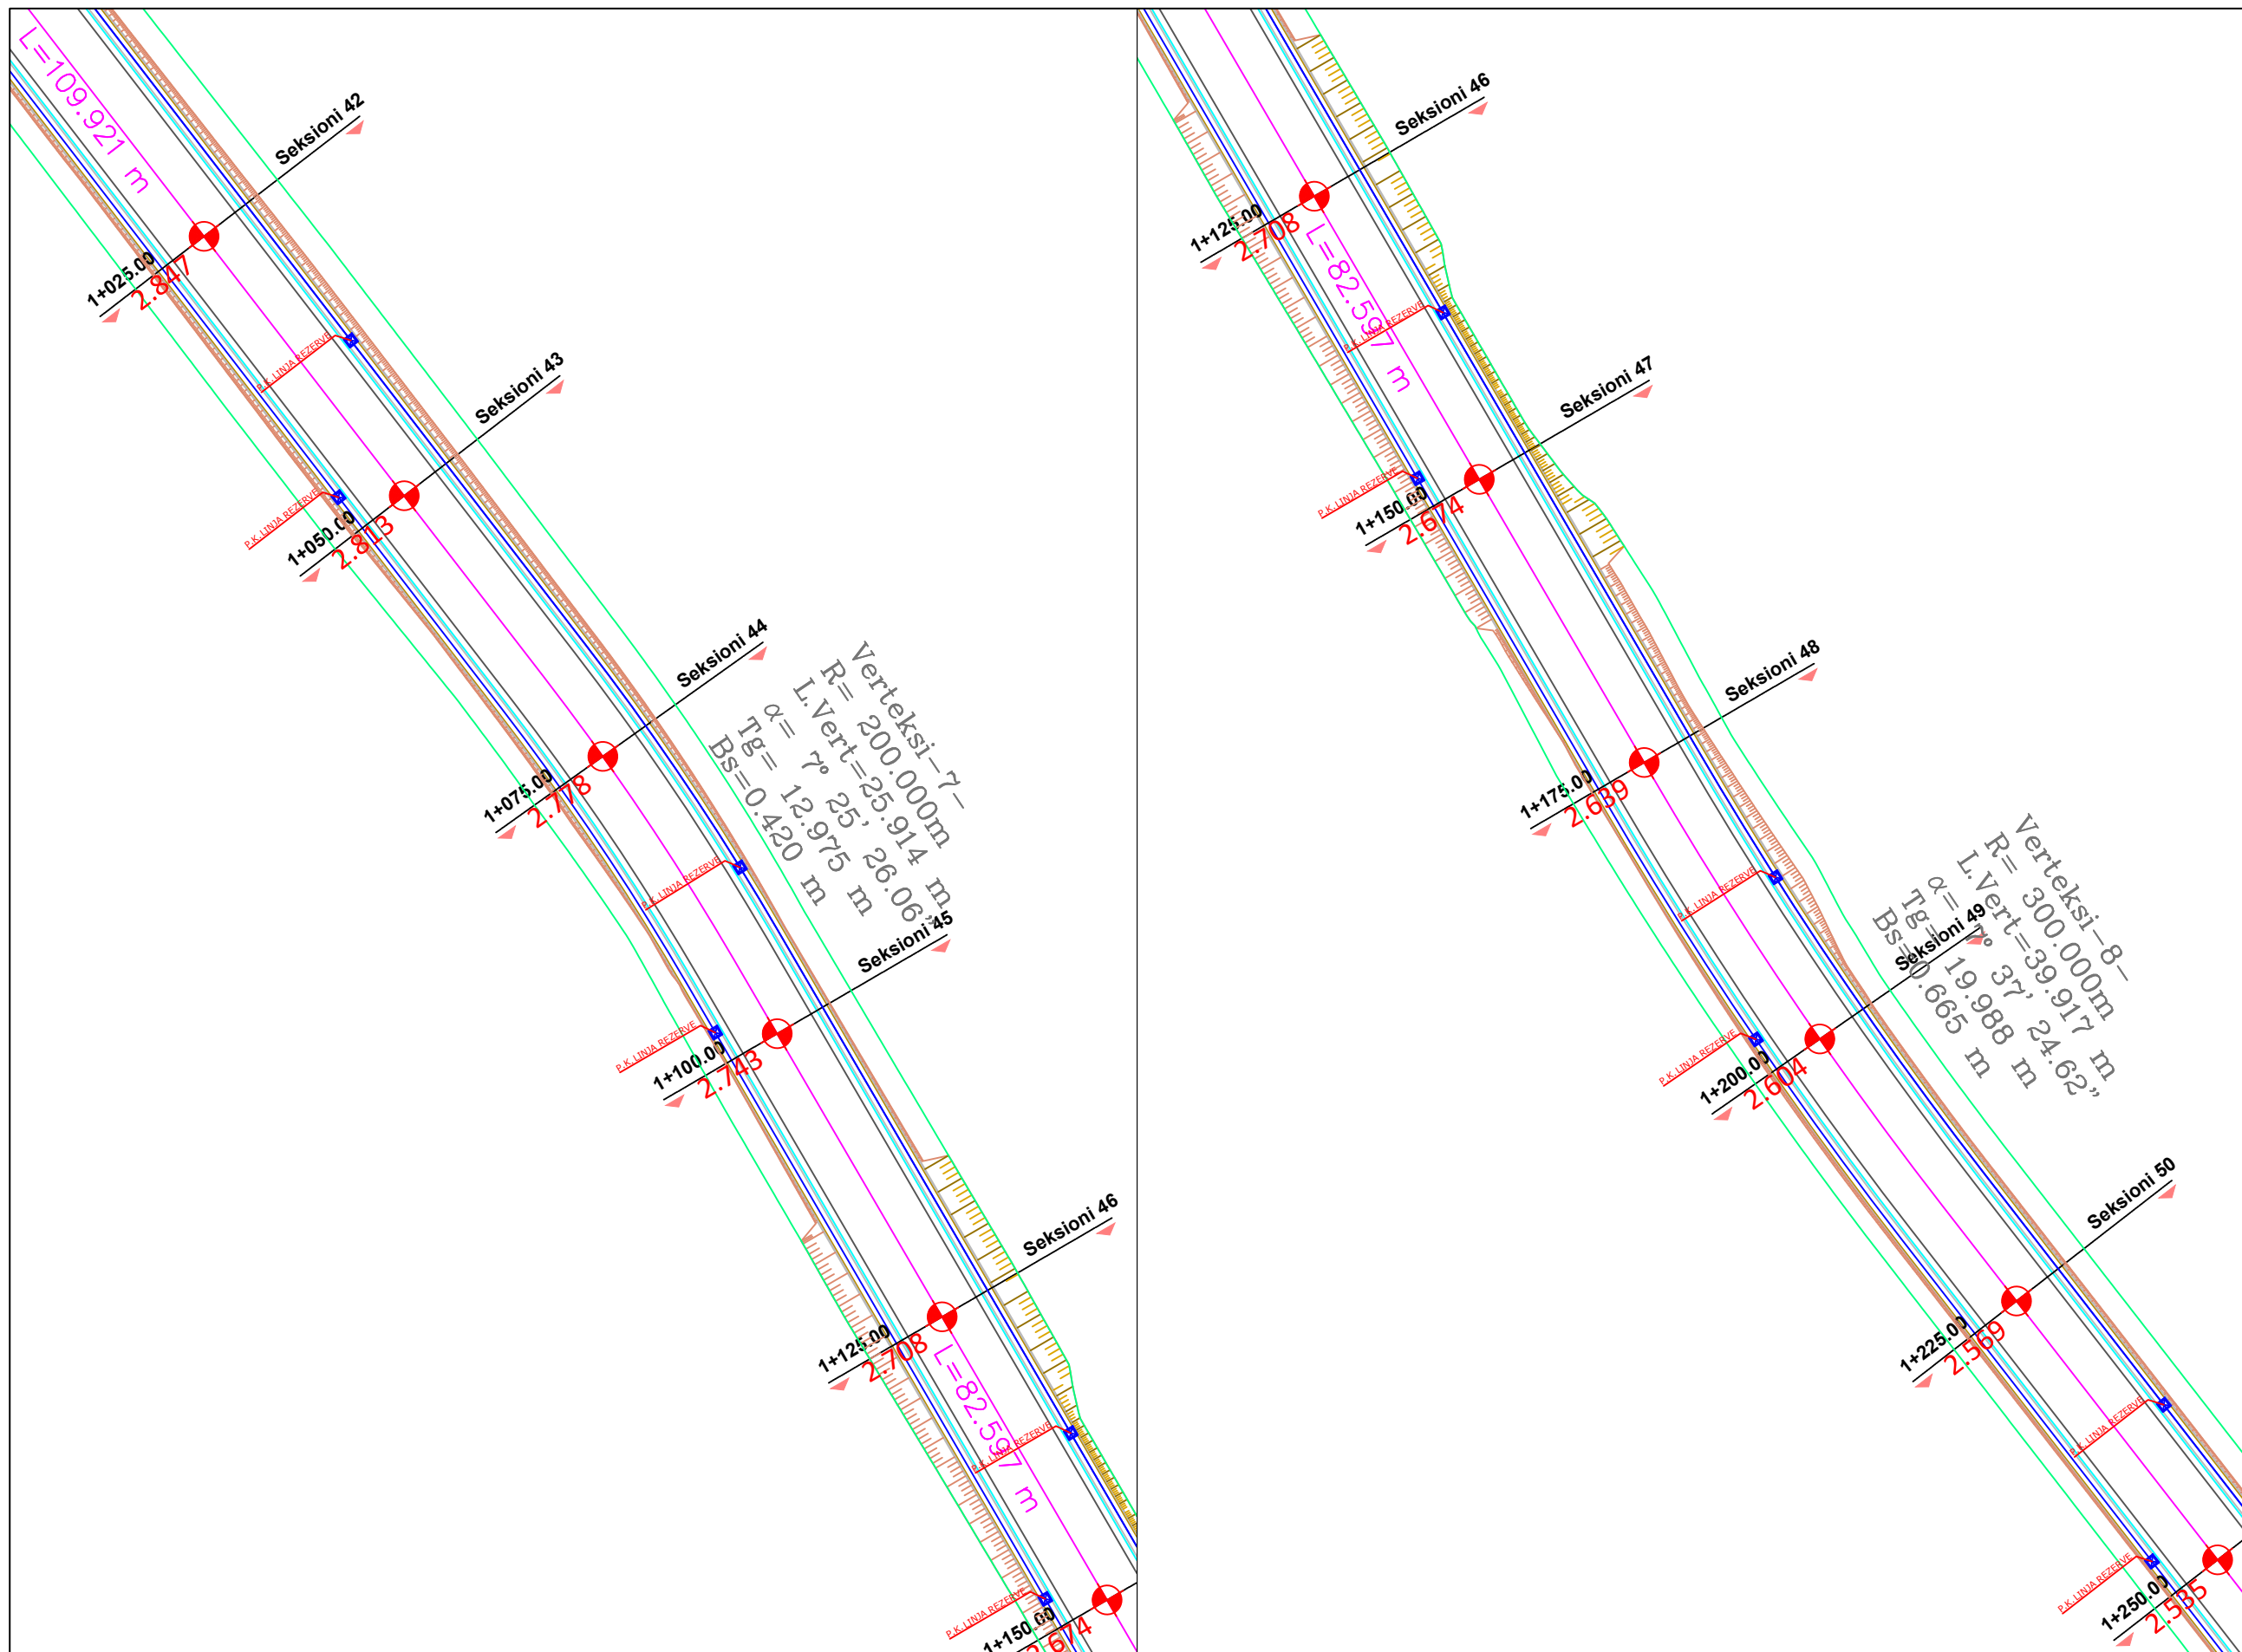 L=109.921 m
Seksioni 42
1+025.00
2.847
P.K. LINJA REZERVE
Seksioni 43
P.K. LINJA REZERVE
1+050.00
2.813
Seksioni 44
1+075.00
2.778
Verteksi-7-
R= 200.000m
L.Vert=25.914 m
α= 7° 25' 26.06"
Tg= 12.975 m
Bs=0.420 m
P.K. LINJA REZERVE
Seksioni 45
P.K. LINJA REZERVE
1+100.00
2.743
Seksioni 46
1+125.00
2.708
L=82.597 m
P.K. LINJA REZERVE
P.K. LINJA REZERVE
1+150.00
2.674
Seksioni 46
1+125.00
2.708
L=82.597 m
P.K. LINJA REZERVE
Seksioni 47
P.K. LINJA REZERVE
1+150.00
2.674
Seksioni 48
1+175.00
2.639
P.K. LINJA REZERVE
Verteksi-8-
R= 300.000m
L.Vert=39.917 m
α= 7° 37' 24.62"
Tg= 19.988 m
Bs=0.665 m
Seksioni 49
P.K. LINJA REZERVE
1+200.00
2.604
Seksioni 50
1+225.00
2.569
P.K. LINJA REZERVE
P.K. LINJA REZERVE
1+250.00
2.535